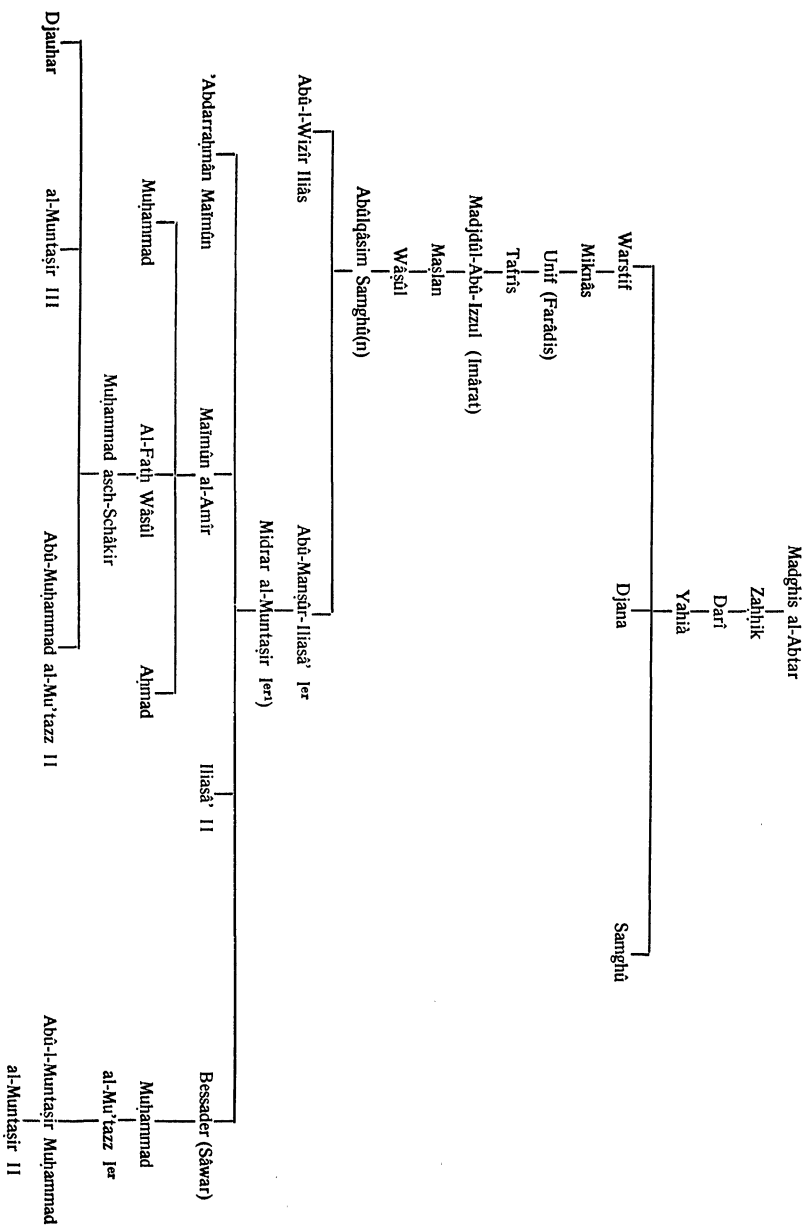 Madghis al-Abtar
Zaḥḥik
Darî
Yahià
Warstif
Djana
Samghû
Miknâs
Unif (Farâdis)
Tafrîs
Madjdûl-Abû-Izzul (Imârat)
Maṣlan
Wâṣûl
Abûlqâsim Samghû(n)
Abû-l-Wizîr Iliâs
Abû-Manṣûr-Iliasâ’ Iᵉʳ
Midrar al-Muntaṣir Iᵉʳ¹)
’Abdarraḥmân Maïmûn
Maïmûn al-Amîr
Iliasâ’ II
Bessader (Sâwar)
Muḥammad
Al-Fatḥ Wâsûl
Aḥmad
Muḥammad
Muḥammad asch-Schâkir
al-Mu’tazz Iᵉʳ
Djauhar
al-Muntaṣir III
Abû-Muḥammad al-Mu’tazz II
Abû-l-Muntaṣir Muḥammad
al-Muntaṣir II